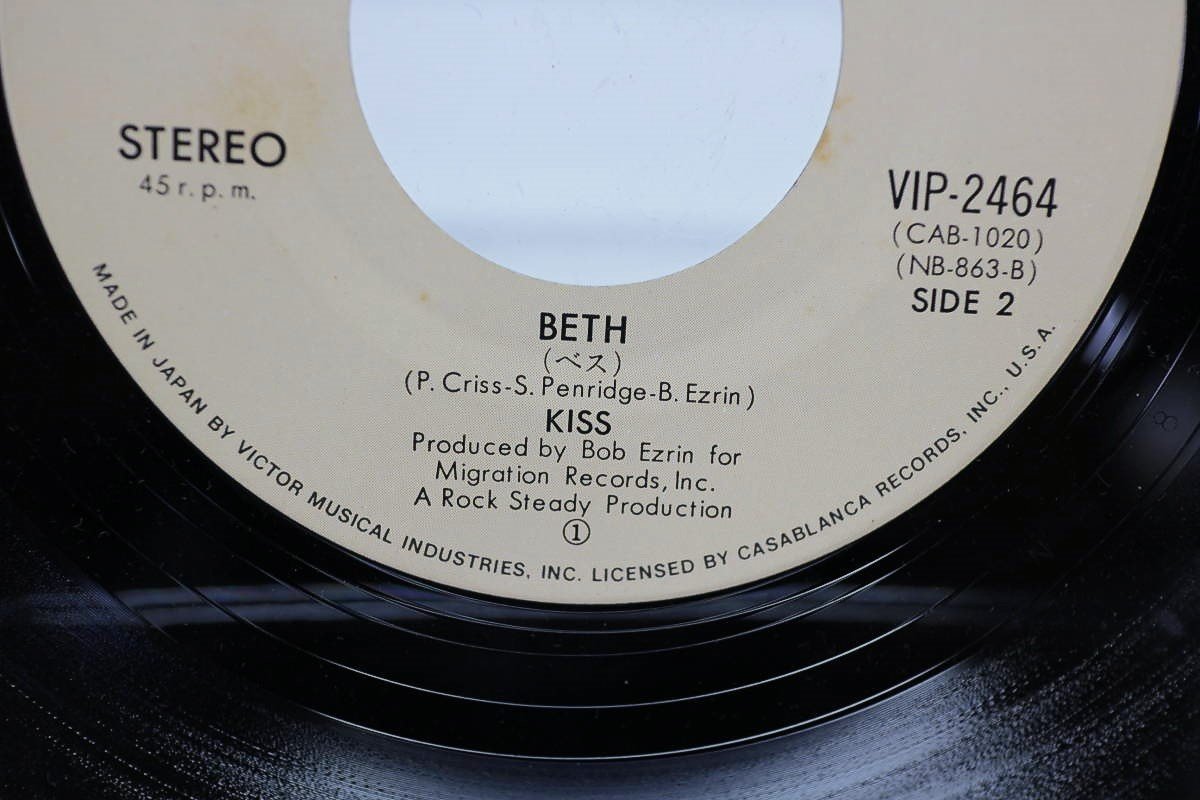 STEREO
45 r.p.m.
VIP-2464
(CAB-1020)
(NB-863-B)
SIDE 2
BETH
(ベス)
(P. Criss-S. Penridge-B. Ezrin)
KISS
Produced by Bob Ezrin for
Migration Records, Inc.
A Rock Steady Production
①
MADE IN JAPAN BY VICTOR MUSICAL INDUSTRIES, INC. LICENSED BY CASABLANCA RECORDS, INC., U.S.A.